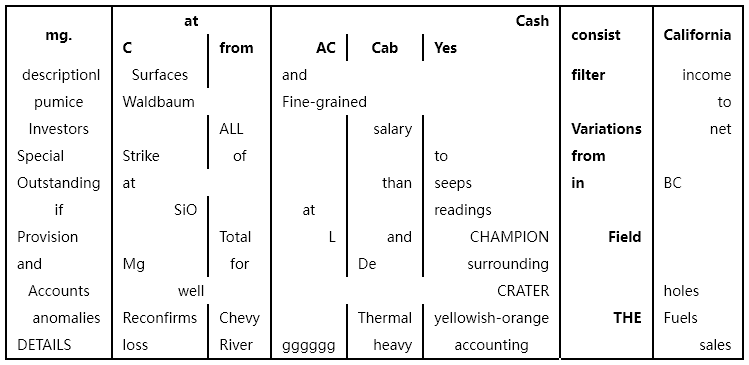 at Cash
mg. consist California
C from AC Cab Yes
descriptionl Surfaces and filter income
pumice Waldbaum Fine-grained to
Investors ALL salary Variations net
Special Strike of to from
Outstanding at than seeps in BC
if SiO at readings
Provision Total L and CHAMPION Field
and Mg for De surrounding
Accounts well CRATER holes
anomalies Reconfirms Chevy Thermal yellowish-orange THE Fuels
DETAILS loss River gggggg heavy accounting sales